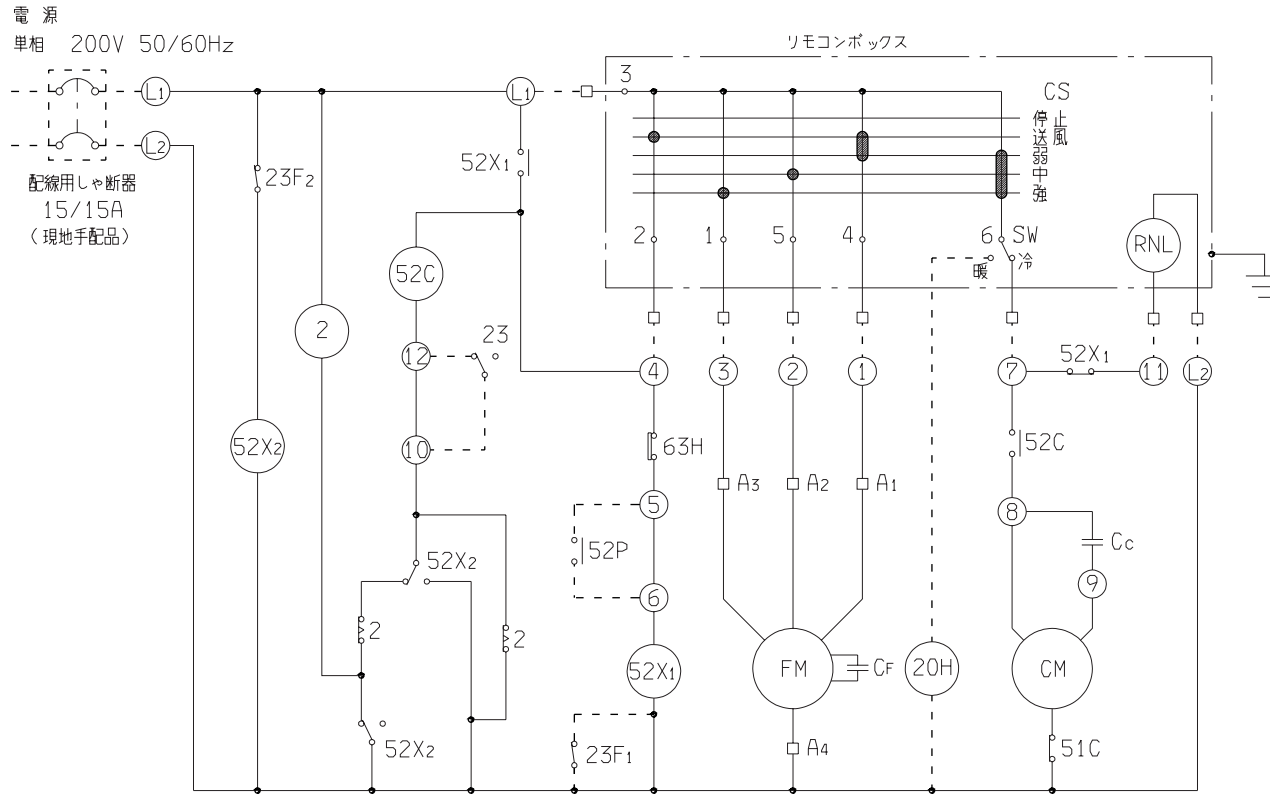 電 源
単相 200V 50/60Hz
リモコンボックス
L1
L1
3
CS
停止
送風
弱
中
強
L2
配線用しゃ断器
15/15A
(現地手配品)
23F2
52X1
2
1
5
4
6
SW
暖
冷
RNL
52C
2
12
23
4
3
2
1
7
52X1
11
L2
10
52X2
63H
A3
A2
A1
52C
5
8
Cc
52P
52X2
9
6
2
2
52X1
FM
CF
20H
CM
52X2
23F1
A4
51C